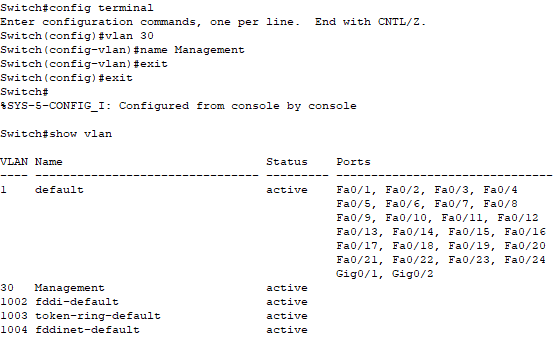 Switch#config terminal
Enter configuration commands, one per line.  End with CNTL/Z.
Switch(config)#vlan 30
Switch(config-vlan)#name Management
Switch(config-vlan)#exit
Switch(config)#exit
Switch#
%SYS-5-CONFIG_I: Configured from console by console
Switch#show vlan
VLAN Name                             Status    Ports
---- -------------------------------- --------- -------------------------------
1    default                          active    Fa0/1, Fa0/2, Fa0/3, Fa0/4
                                                Fa0/5, Fa0/6, Fa0/7, Fa0/8
                                                Fa0/9, Fa0/10, Fa0/11, Fa0/12
                                                Fa0/13, Fa0/14, Fa0/15, Fa0/16
                                                Fa0/17, Fa0/18, Fa0/19, Fa0/20
                                                Fa0/21, Fa0/22, Fa0/23, Fa0/24
                                                Gig0/1, Gig0/2
30   Management                       active
1002 fddi-default                     active
1003 token-ring-default               active
1004 fddinet-default                  active